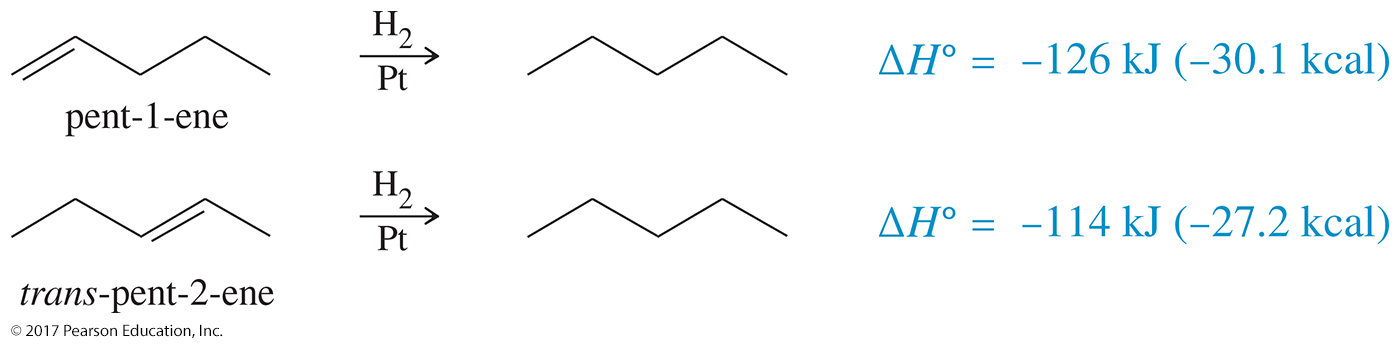 H₂
Pt
ΔH° = –126 kJ (–30.1 kcal)
pent-1-ene
H₂
Pt
ΔH° = –114 kJ (–27.2 kcal)
trans-pent-2-ene
© 2017 Pearson Education, Inc.